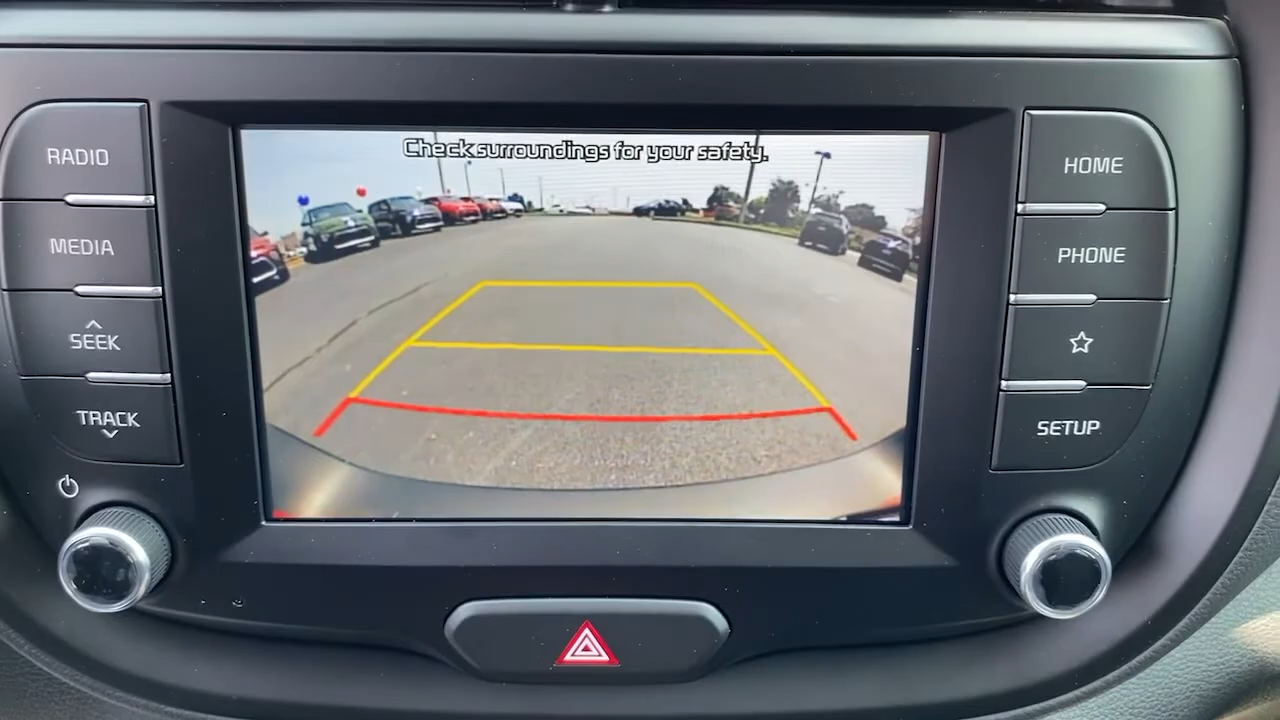 Check surroundings for your safety.
RADIO
MEDIA
SEEK
TRACK
HOME
PHONE
SETUP